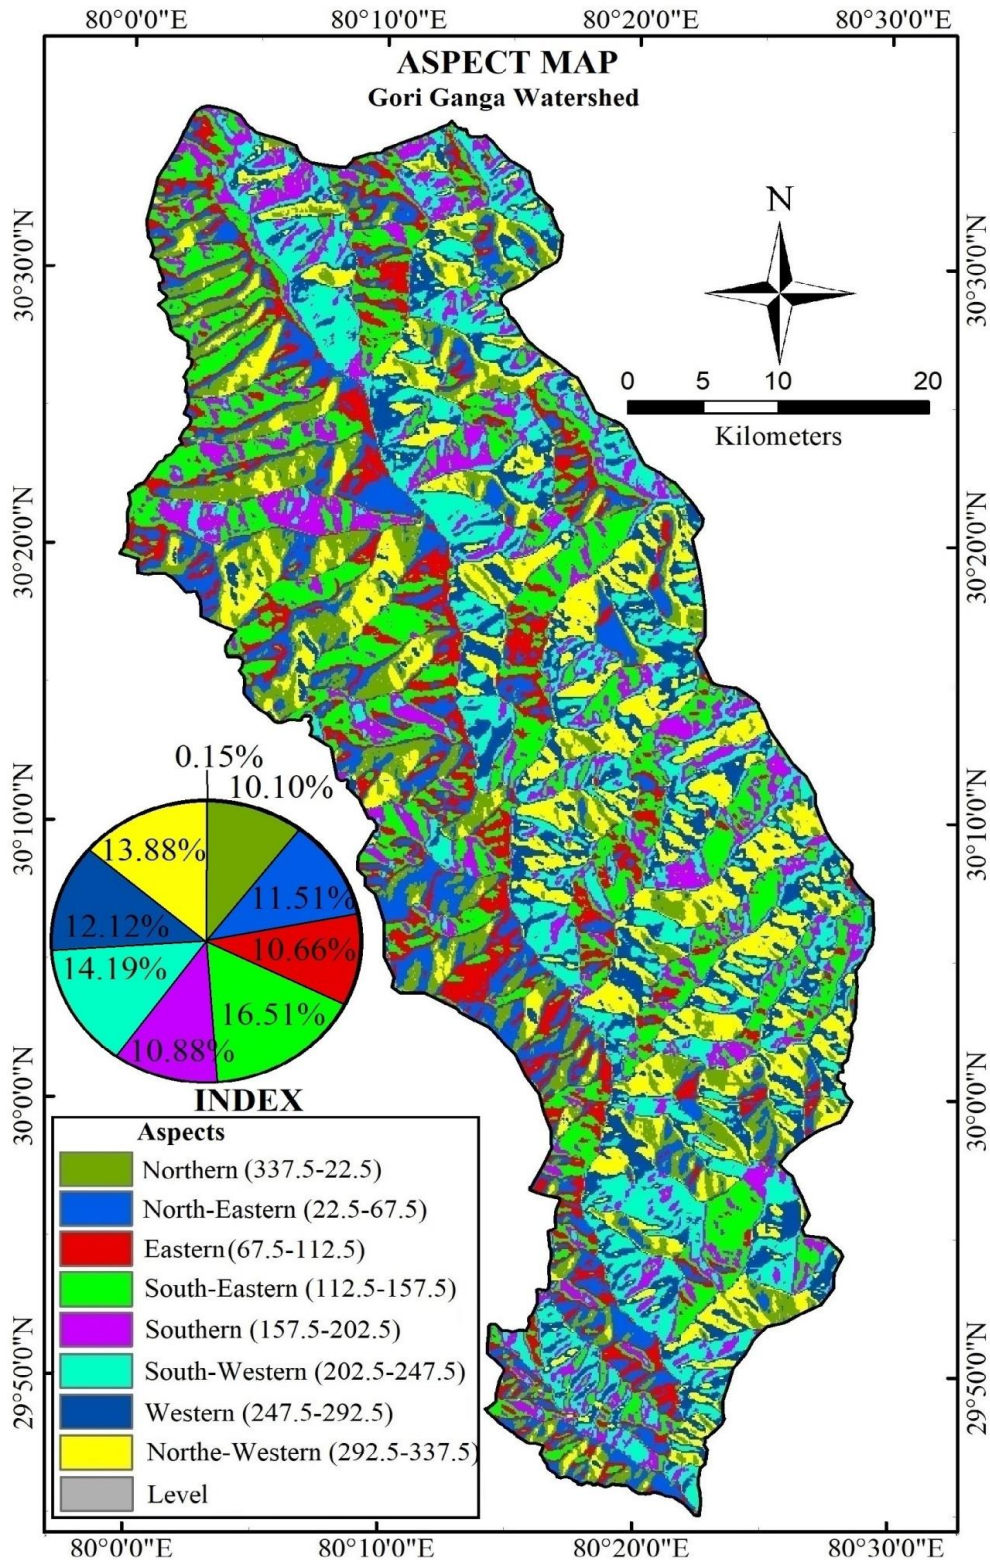 80°0'0"E 80°10'0"E 80°20'0"E 80°30'0"E
ASPECT MAP
Gori Ganga Watershed
N
30°30'0"N 30°30'0"N
0 5 10 20
Kilometers
30°20'0"N 30°20'0"N
0.15%
10.10%
30°10'0"N 30°10'0"N
13.88%
11.51%
12.12%
10.66%
14.19%
16.51%
10.88%
30°0'0"N 30°0'0"N
INDEX
Aspects
Northern (337.5-22.5)
North-Eastern (22.5-67.5)
Eastern (67.5-112.5)
South-Eastern (112.5-157.5)
Southern (157.5-202.5)
South-Western (202.5-247.5)
Western (247.5-292.5)
Northe-Western (292.5-337.5)
Level
29°50'0"N 29°50'0"N
80°0'0"E 80°10'0"E 80°20'0"E 80°30'0"E